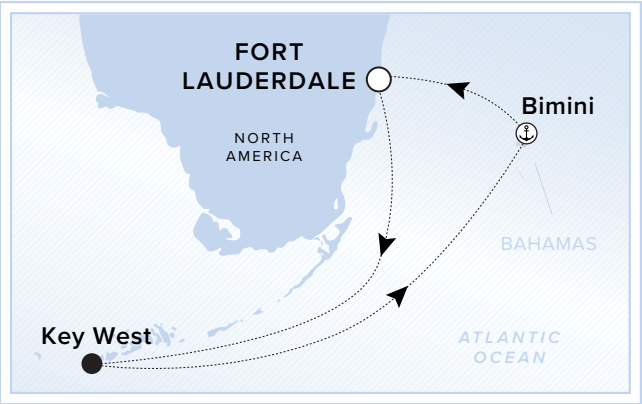 FORT
LAUDERDALE
Bimini
NORTH
AMERICA
BAHAMAS
Key West
ATLANTIC
OCEAN